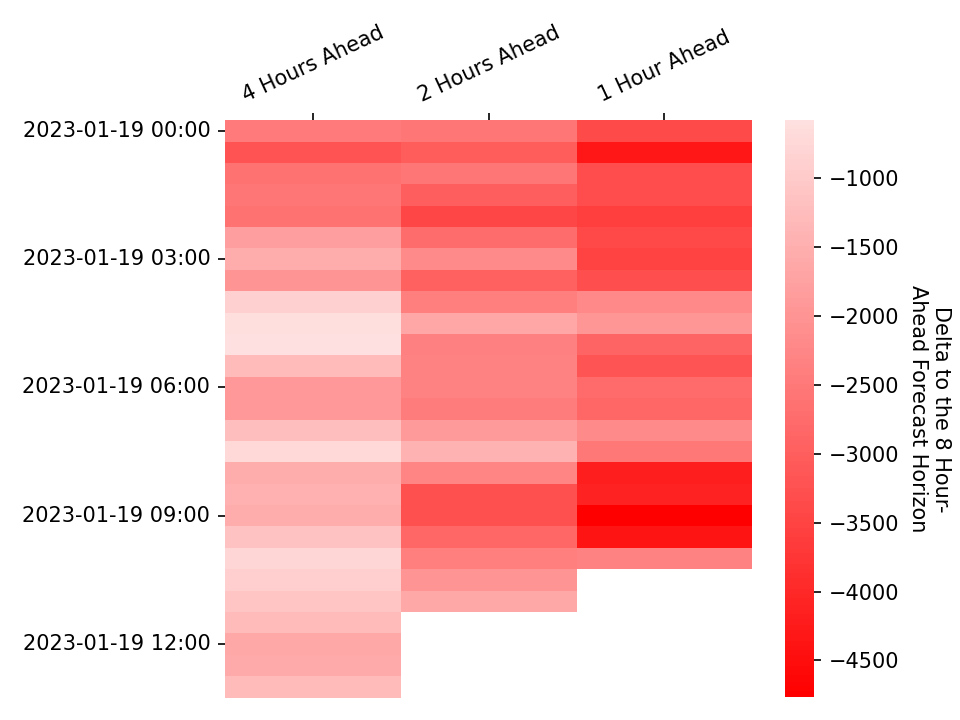 4 Hours Ahead
2 Hours Ahead
1 Hour Ahead
2023-01-19 00:00
2023-01-19 03:00
2023-01-19 06:00
2023-01-19 09:00
2023-01-19 12:00
−1000
−1500
−2000
−2500
−3000
−3500
−4000
−4500
Delta to the 8 Hour-
Ahead Forecast Horizon